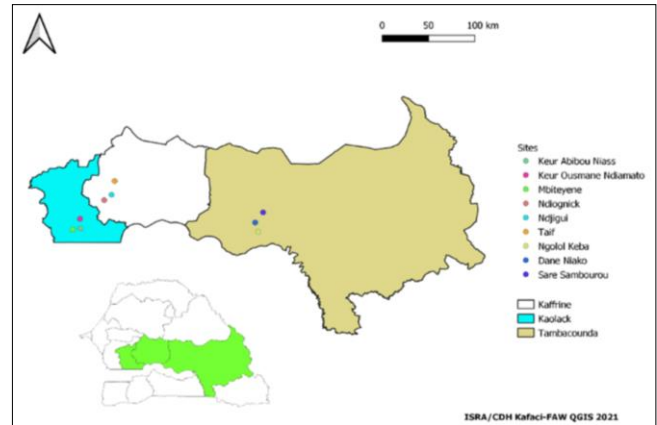 0 50 100 km
Sites
Keur Abibou Niass
Keur Ousmane Ndiamato
Mbiteyene
Ndiognick
Ndjigui
Taif
Ngolol Keba
Dane Niako
Sare Sambourou
Kaffrine
Kaolack
Tambacounda
ISRA/CDH Kafaci-FAW QGIS 2021